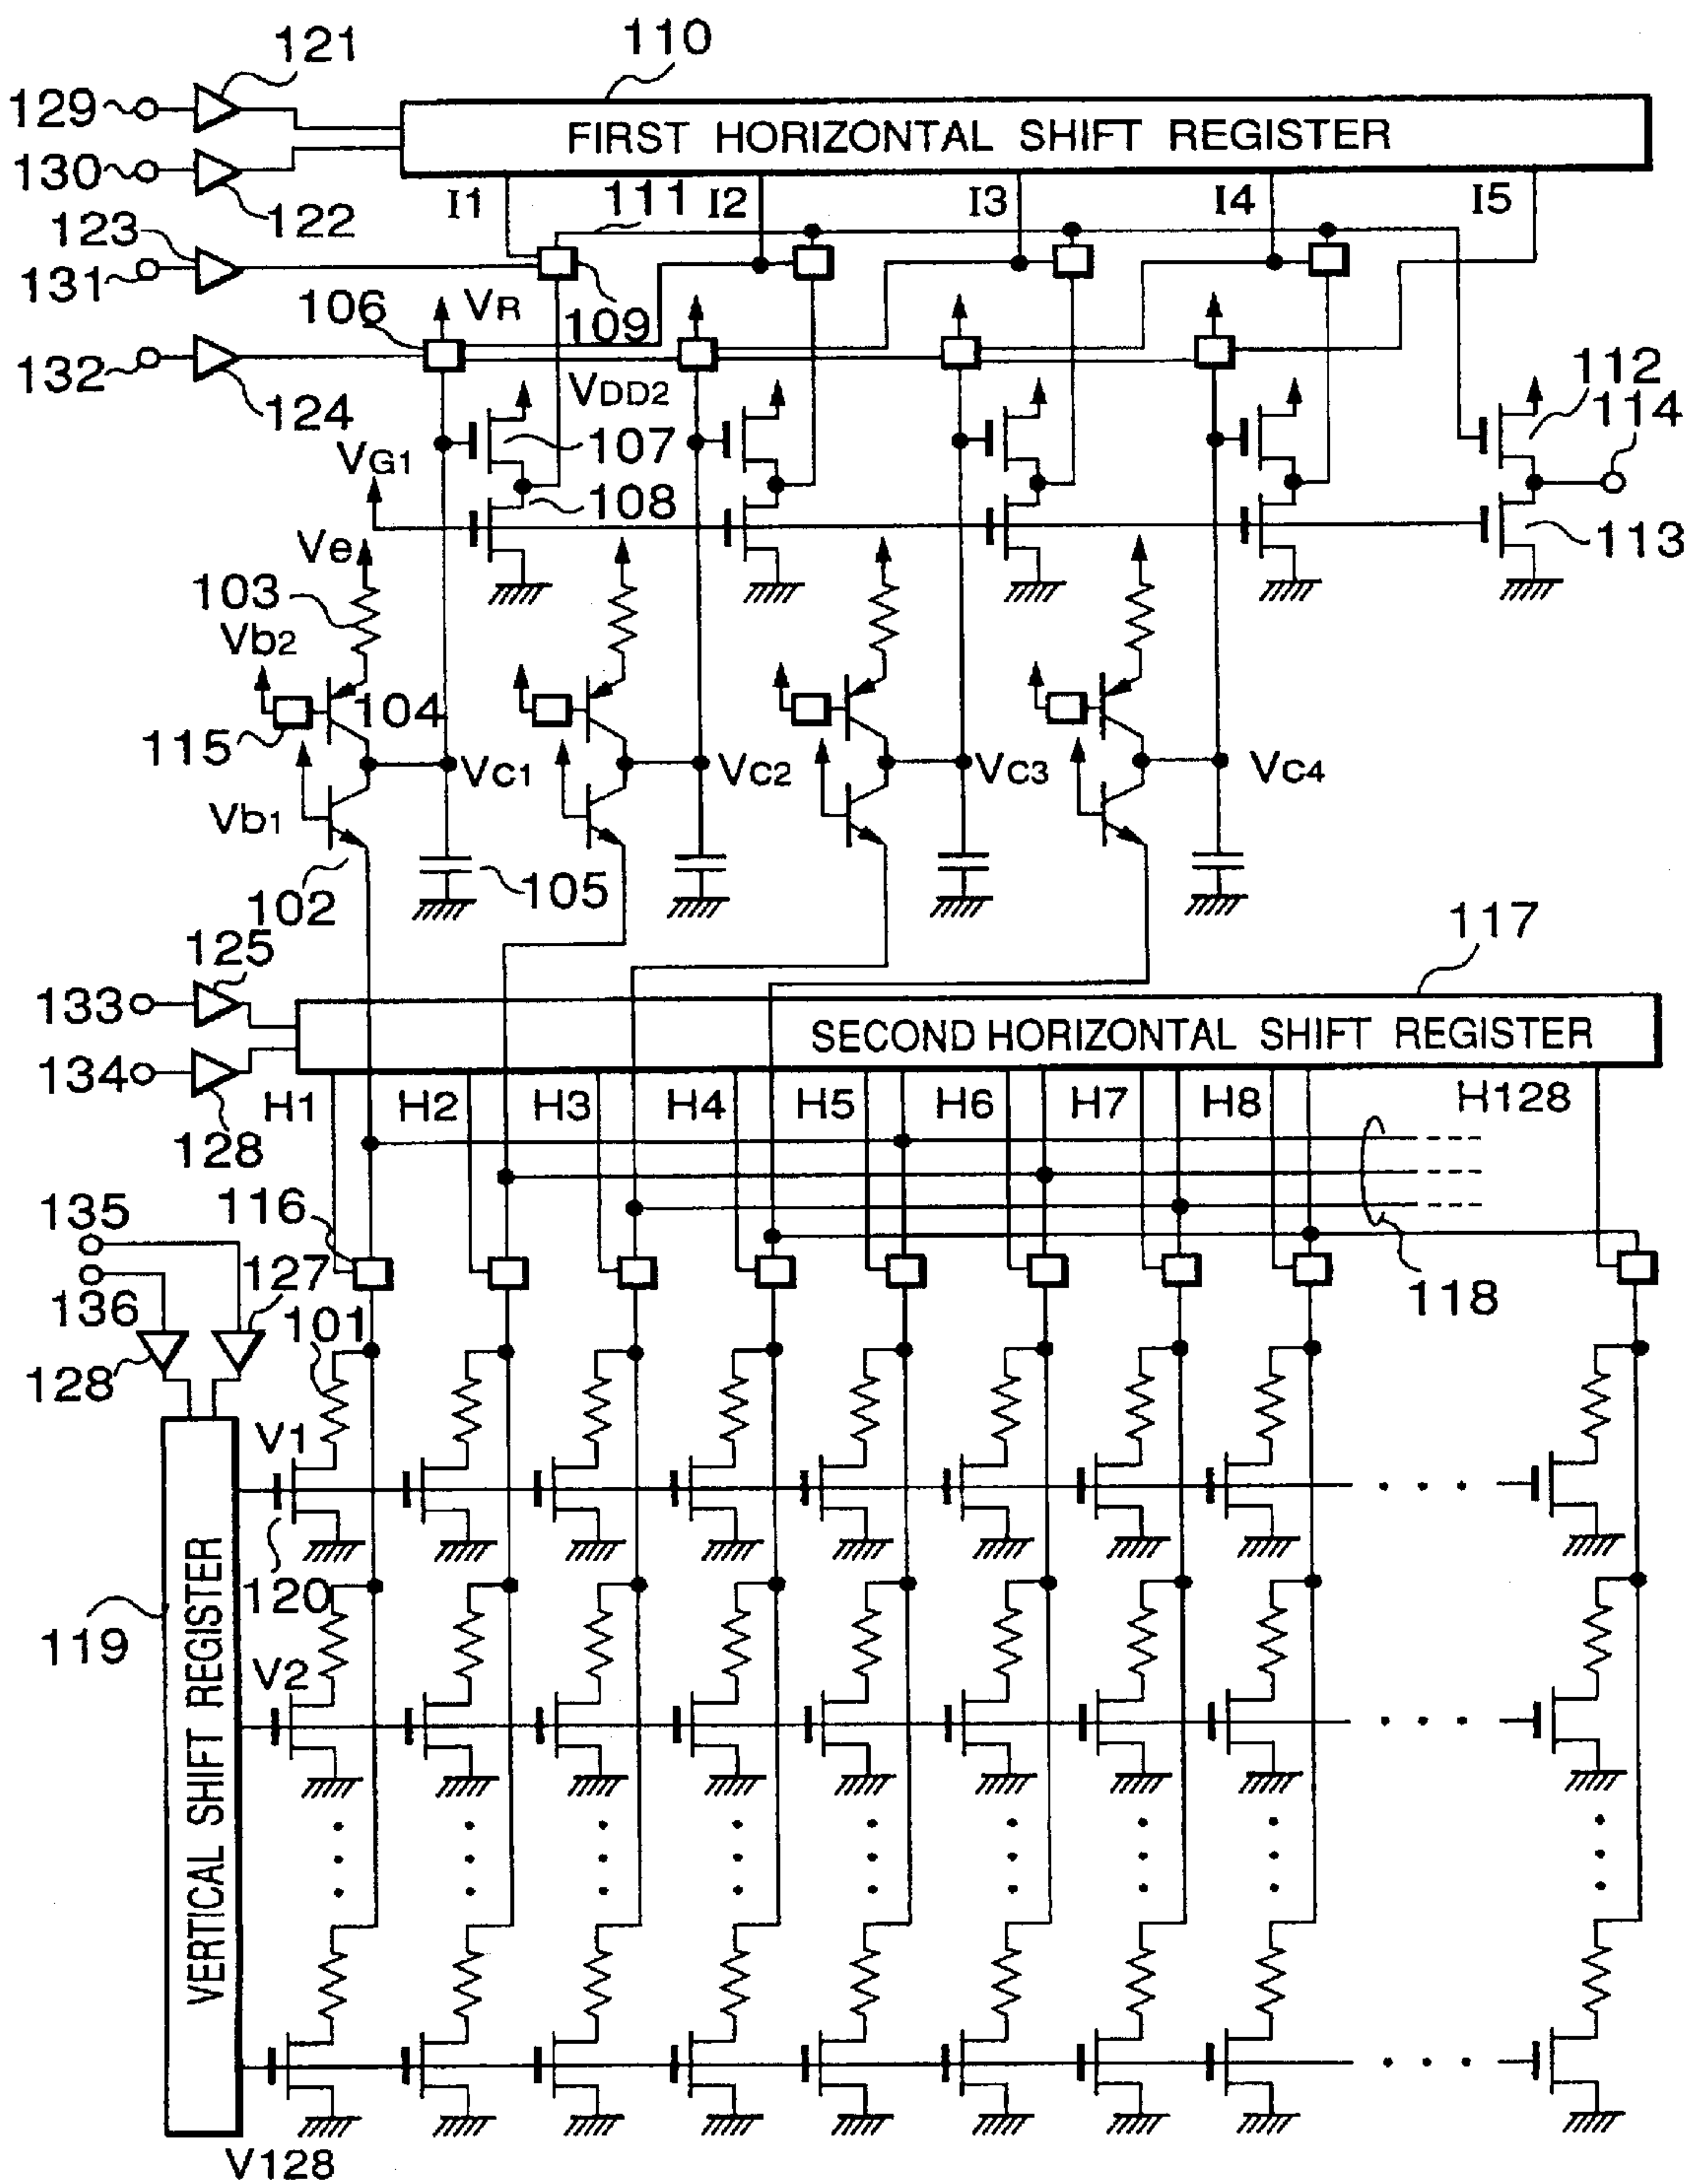 121
110
129
FIRST HORIZONTAL SHIFT REGISTER
130
122
I1
111
I2
I3
I4
I5
123
131
106
VR
109
132
124
VDD2
107
112
114
VG1
108
113
Ve
103
Vb2
104
115
VC1
VC2
VC3
VC4
Vb1
102
105
125
117
133
SECOND HORIZONTAL SHIFT REGISTER
134
128
H1
H2
H3
H4
H5
H6
H7
H8
H128
116
135
127
136
101
118
128
V1
120
119
VERTICAL SHIFT REGISTER
V2
V128